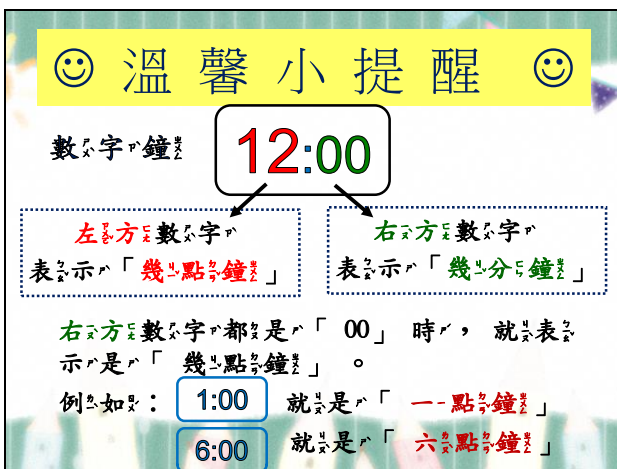 ☺ 溫馨小提醒 ☺
數字鐘 12:00
左方數字
表示「幾點鐘」
右方數字
表示「幾分鐘」
右方數字都是「00」時，就表
示是「幾點鐘」。
例如： 1:00 就是「一點鐘」
6:00 就是「六點鐘」